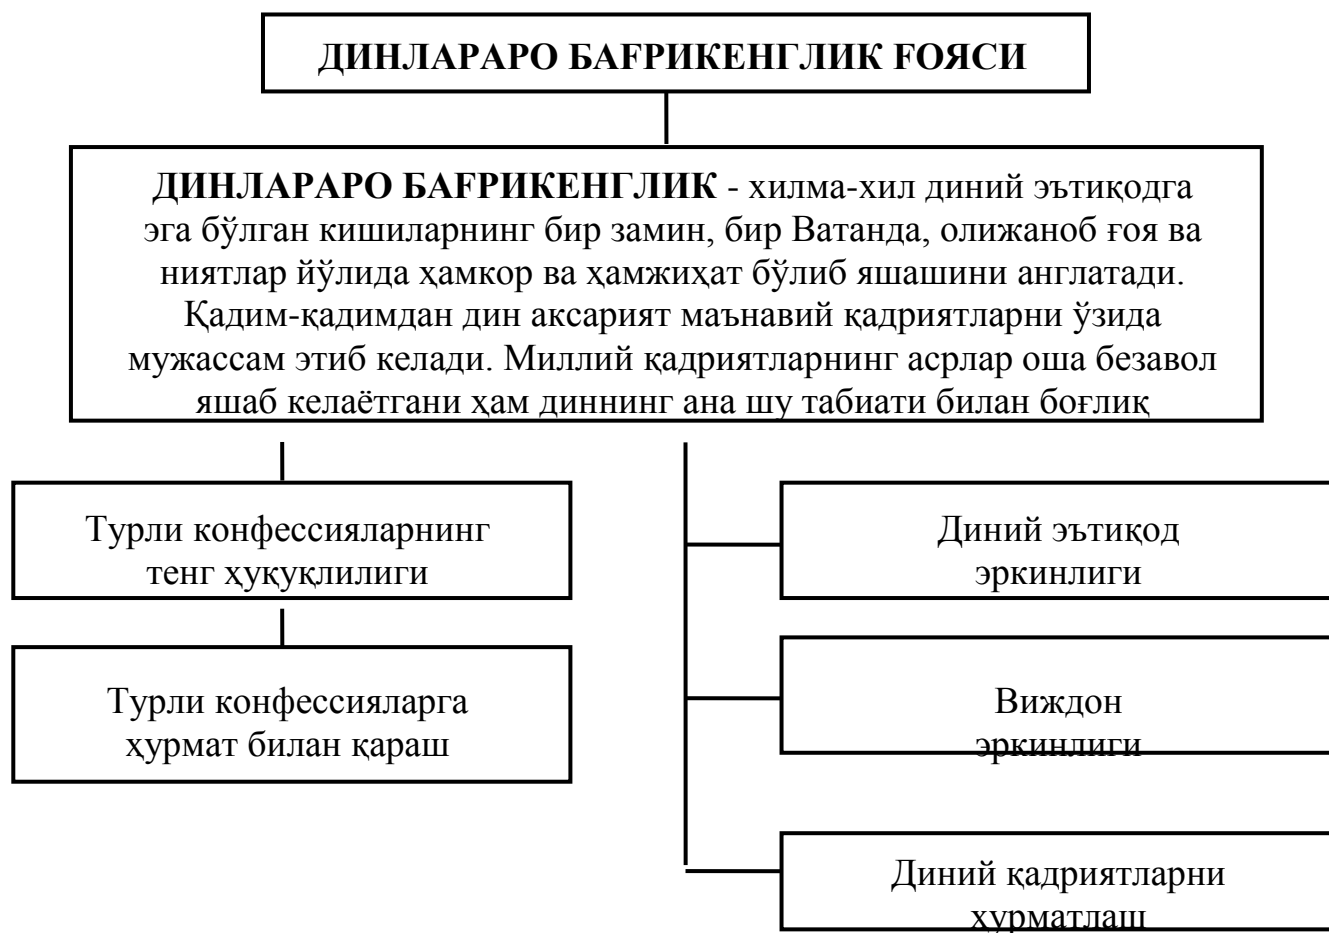 ДИНЛАРАРО БАҒРИКЕНГЛИК ҒОЯСИ
ДИНЛАРАРО БАҒРИКЕНГЛИК - хилма-хил диний эътиқодга
эга бўлган кишиларнинг бир замин, бир Ватанда, олижаноб ғоя ва
ниятлар йўлида ҳамкор ва ҳамжиҳат бўлиб яшашини англатади.
Қадим-қадимдан дин аксарият маънавий қадриятларни ўзида
мужассам этиб келади. Миллий қадриятларнинг асрлар оша безавол
яшаб келаётгани ҳам диннинг ана шу табиати билан боғлиқ
Турли конфессияларнинг
тенг ҳуқуқлилиги
Турли конфессияларга
ҳурмат билан қараш
Диний эътиқод
эркинлиги
Виждон
эркинлиги
Диний қадриятларни
ҳурматлаш